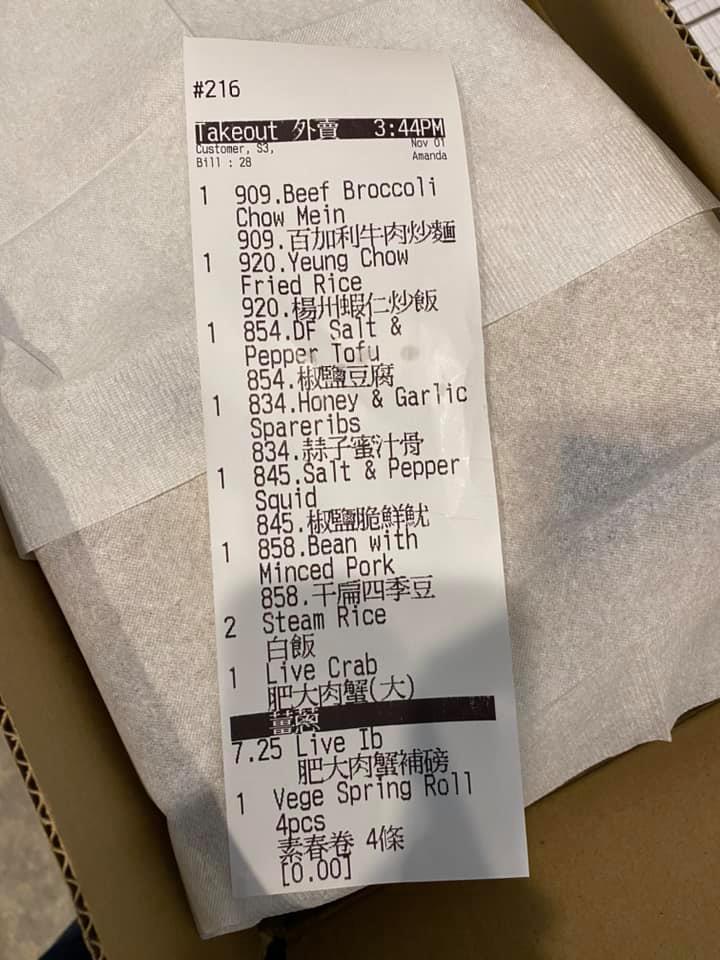 #216
Takeout 外賣 3:44PM
Customer, S3, Nov 01
Bill : 28 Amanda
1 909.Beef Broccoli
Chow Mein
909.百加利牛肉炒麵
1 920.Yeung Chow
Fried Rice
920.楊州蝦仁炒飯
1 854.DF Salt &
Pepper Tofu
854.椒鹽豆腐
1 834.Honey & Garlic
Spareribs
834.蒜子蜜汁骨
1 845.Salt & Pepper
Squid
845.椒鹽脆鮮魷
1 858.Bean with
Minced Pork
858.干扁四季豆
2 Steam Rice
白飯
1 Live Crab
肥大肉蟹(大)
薑蔥
7.25 Live Ib
肥大肉蟹補磅
1 Vege Spring Roll
4pcs
素春卷 4條
[0.00]